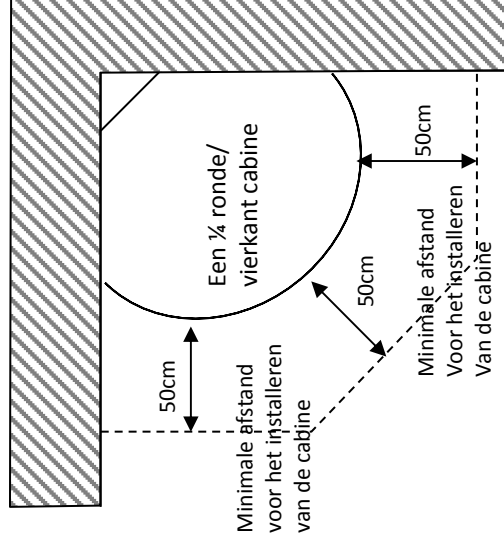 Een ¼ ronde/
vierkant cabine
50cm
Minimale afstand
voor het installeren
van de cabine
50cm
50cm
Minimale afstand
Voor het installeren
Van de cabine